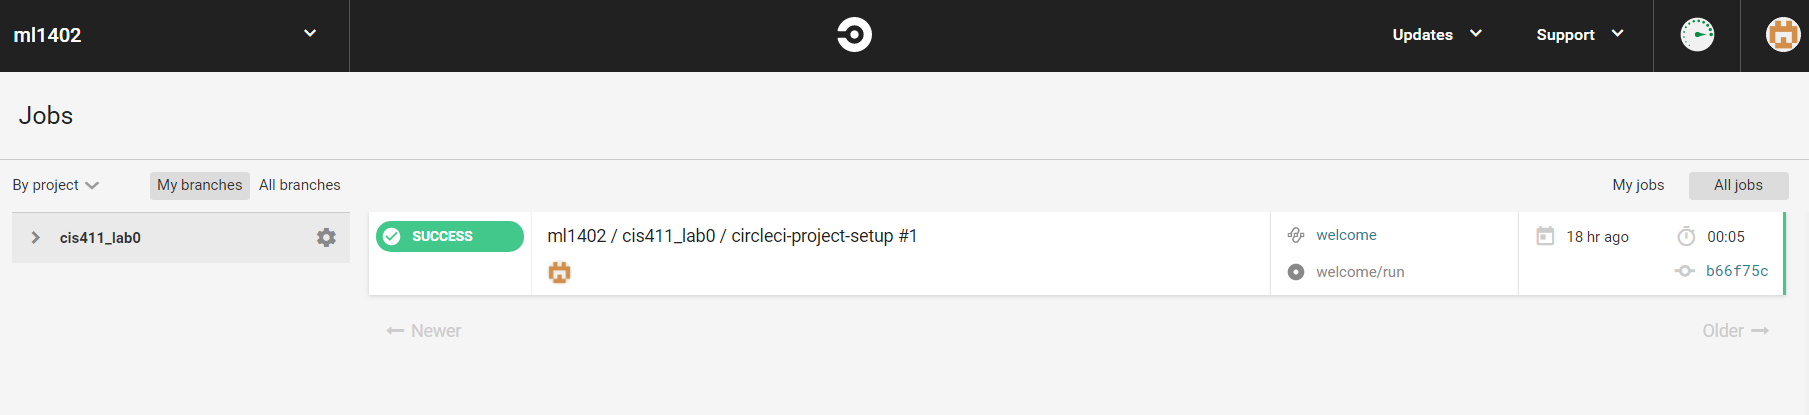 ml1402
Updates
Support
Jobs
By project
My branches
All branches
My jobs
All jobs
cis411_lab0
SUCCESS
ml1402 / cis411_lab0 / circleci-project-setup #1
welcome
welcome/run
18 hr ago
00:05
b66f75c
Newer
Older